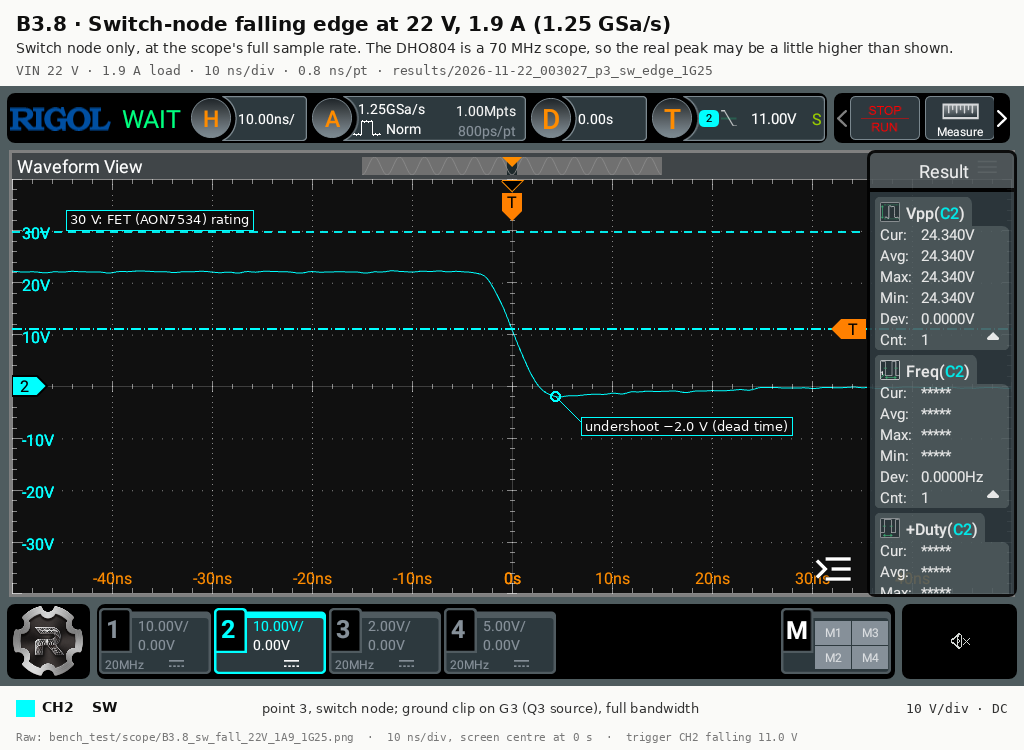 B3.8 · Switch-node falling edge at 22 V, 1.9 A (1.25 GSa/s)
Switch node only, at the scope's full sample rate. The DHO804 is a 70 MHz scope, so the real peak may be a little higher than shown.
VIN 22 V · 1.9 A load · 10 ns/div · 0.8 ns/pt · results/2026-11-22_003027_p3_sw_edge_1G25
RIGOL WAIT H 10.00ns/ A 1.25GSa/s 1.00Mpts D 0.00s T 2 11.00V S STOP
Norm 800ps/pt RUN Measure
Waveform View Result
T
30 V: FET (AON7534) rating
30V
20V
T
10V
2
undershoot −2.0 V (dead time)
-10V
-20V
-30V
-40ns -30ns -20ns -10ns 0s 10ns 20ns 30ns
Vpp(C2)
Cur: 24.340V
Avg: 24.340V
Max: 24.340V
Min: 24.340V
Dev: 0.0000V
Cnt: 1
Freq(C2)
Cur: *****
Avg: *****
Max: *****
Min: *****
Dev: 0.0000Hz
Cnt: 1
+Duty(C2)
Cur: *****
Avg: *****
Max: *****
1 10.00V/ 2 10.00V/ 3 2.00V/ 4 5.00V/ M M1 M3
0.00V 0.00V 0.00V 0.00V M2 M4
20MHz 20MHz 20MHz
CH2 SW point 3, switch node; ground clip on G3 (Q3 source), full bandwidth 10 V/div · DC
Raw: bench_test/scope/B3.8_sw_fall_22V_1A9_1G25.png · 10 ns/div, screen centre at 0 s · trigger CH2 falling 11.0 V